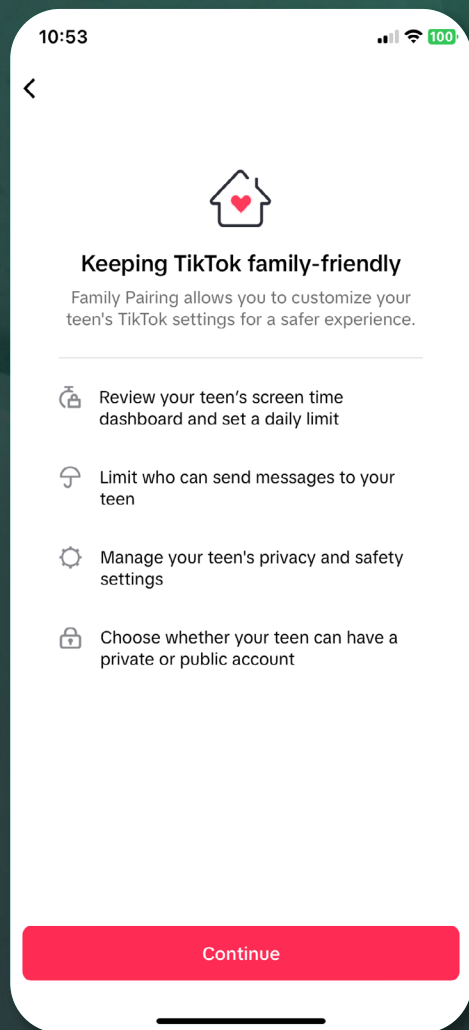 10:53
100
Keeping TikTok family-friendly
Family Pairing allows you to customize your
teen's TikTok settings for a safer experience.
Review your teen’s screen time
dashboard and set a daily limit
Limit who can send messages to your
teen
Manage your teen's privacy and safety
settings
Choose whether your teen can have a
private or public account
Continue